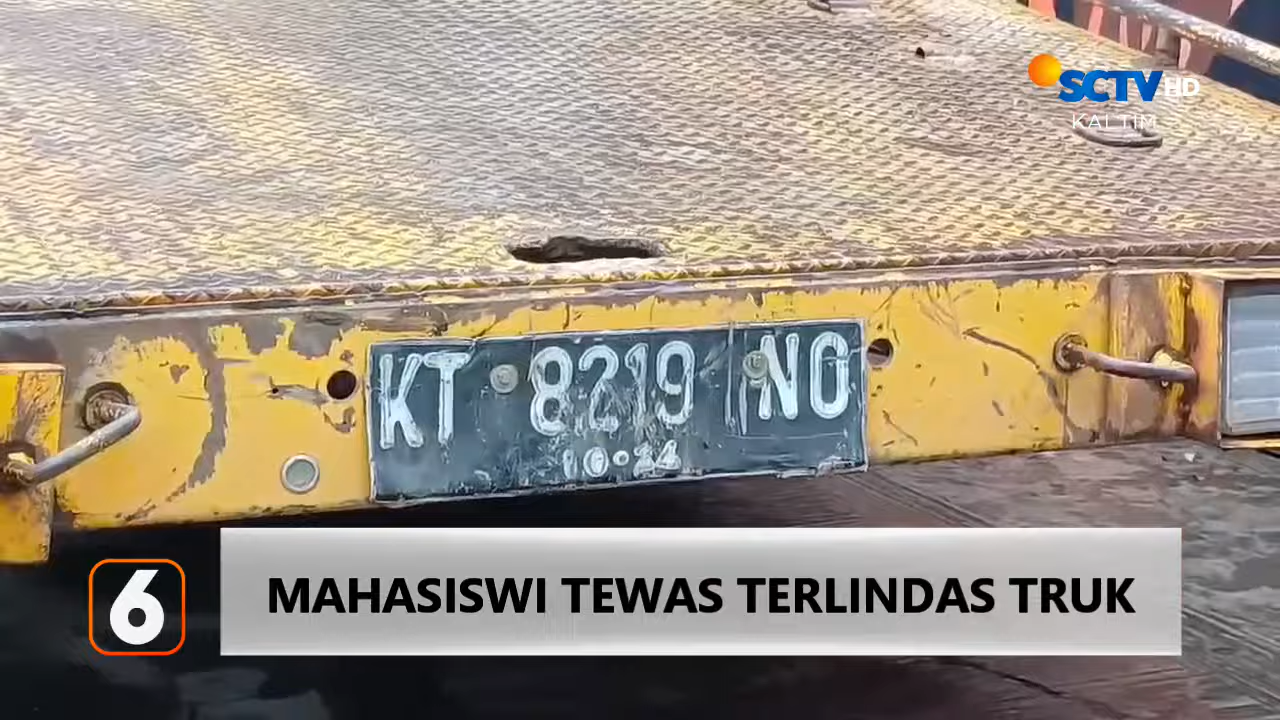 SCTV HD
KALTIM
KT 8219 NO
10·24
6
MAHASISWI TEWAS TERLINDAS TRUK